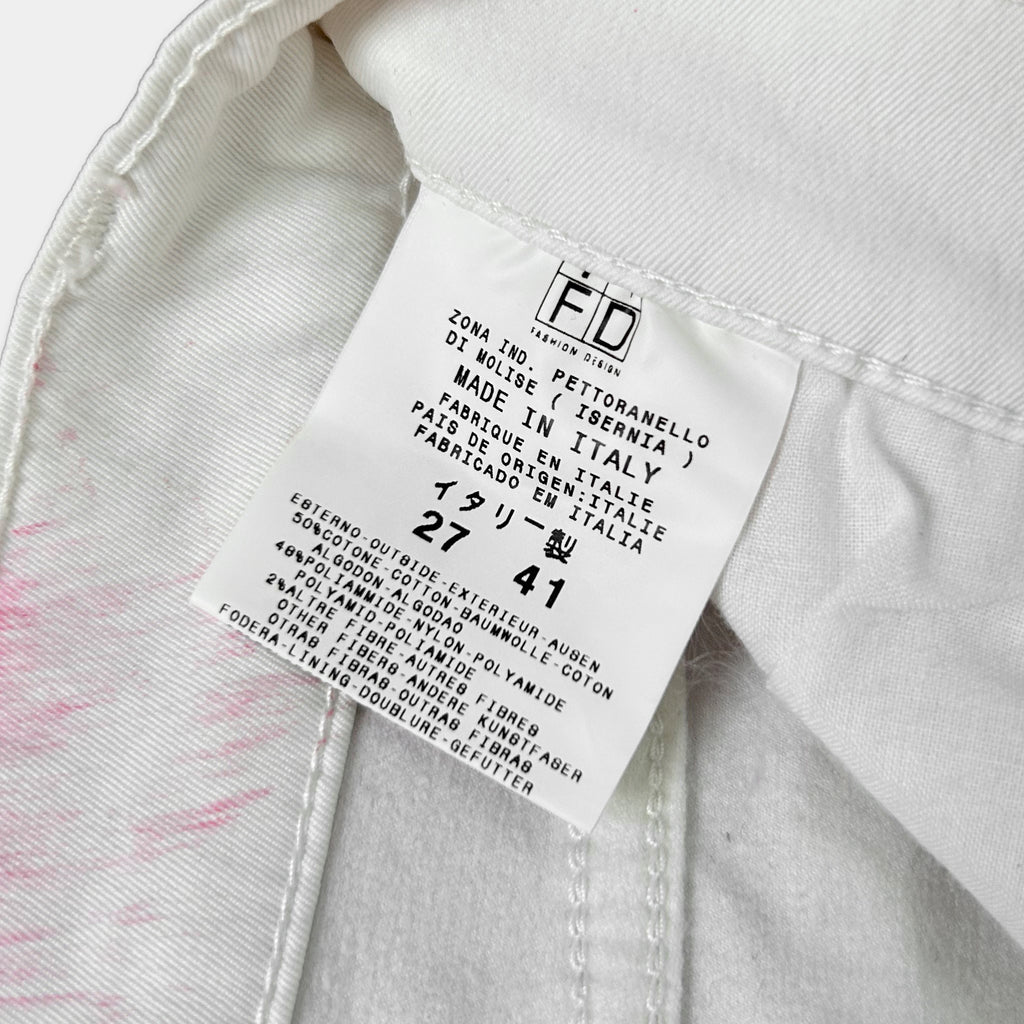 FD
FASHION DESIGN
ZONA IND. PETTORANELLO
DI MOLISE ( ISERNIA )
MADE IN ITALY
FABRIQUE EN ITALIE
PAIS DE ORIGEN:ITALIE
FABRICADO EM ITALIA
イタリー製
27 41
ESTERNO-OUTSIDE-EXTERIEUR-AUSEN
50%COTONE-COTTON-BAUMWOLLE-COTON
ALGODON-ALGODAO
48%POLIAMMIDE-NYLON-POLYAMIDE
POLYAMID-POLIAMIDE
2%ALTRE FIBRE-AUTRES FIBRES
OTHER FIBERS-ANDERE KUNSTFASER
OTRAS FIBRAS-OUTRAS FIBRAS
FODERA-LINING-DOUBLURE-GEFUTTER